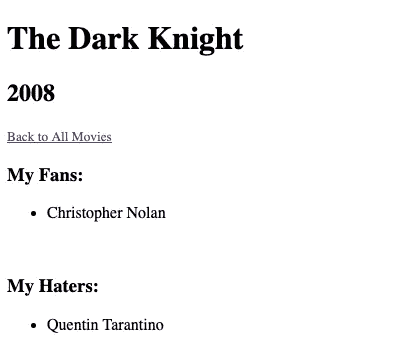 The Dark Knight
2008
Back to All Movies
My Fans:
Christopher Nolan
My Haters:
Quentin Tarantino